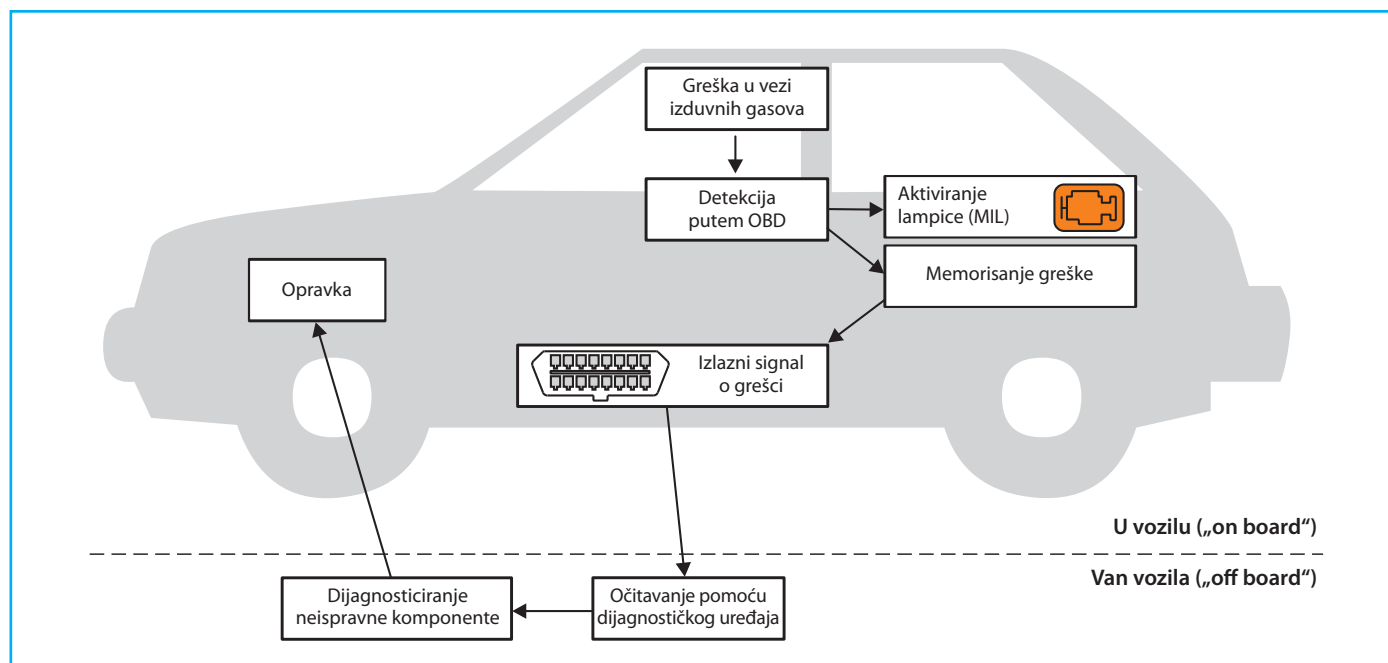 Greška u vezi
izduvnih gasova
Detekcija
putem OBD
Aktiviranje
lampice (MIL)
Memorisanje greške
Opravka
Izlazni signal
o grešci
U vozilu („on board“)
Van vozila („off board“)
Dijagnosticiranje
neispravne komponente
Očitavanje pomoću
dijagnostičkog uređaja